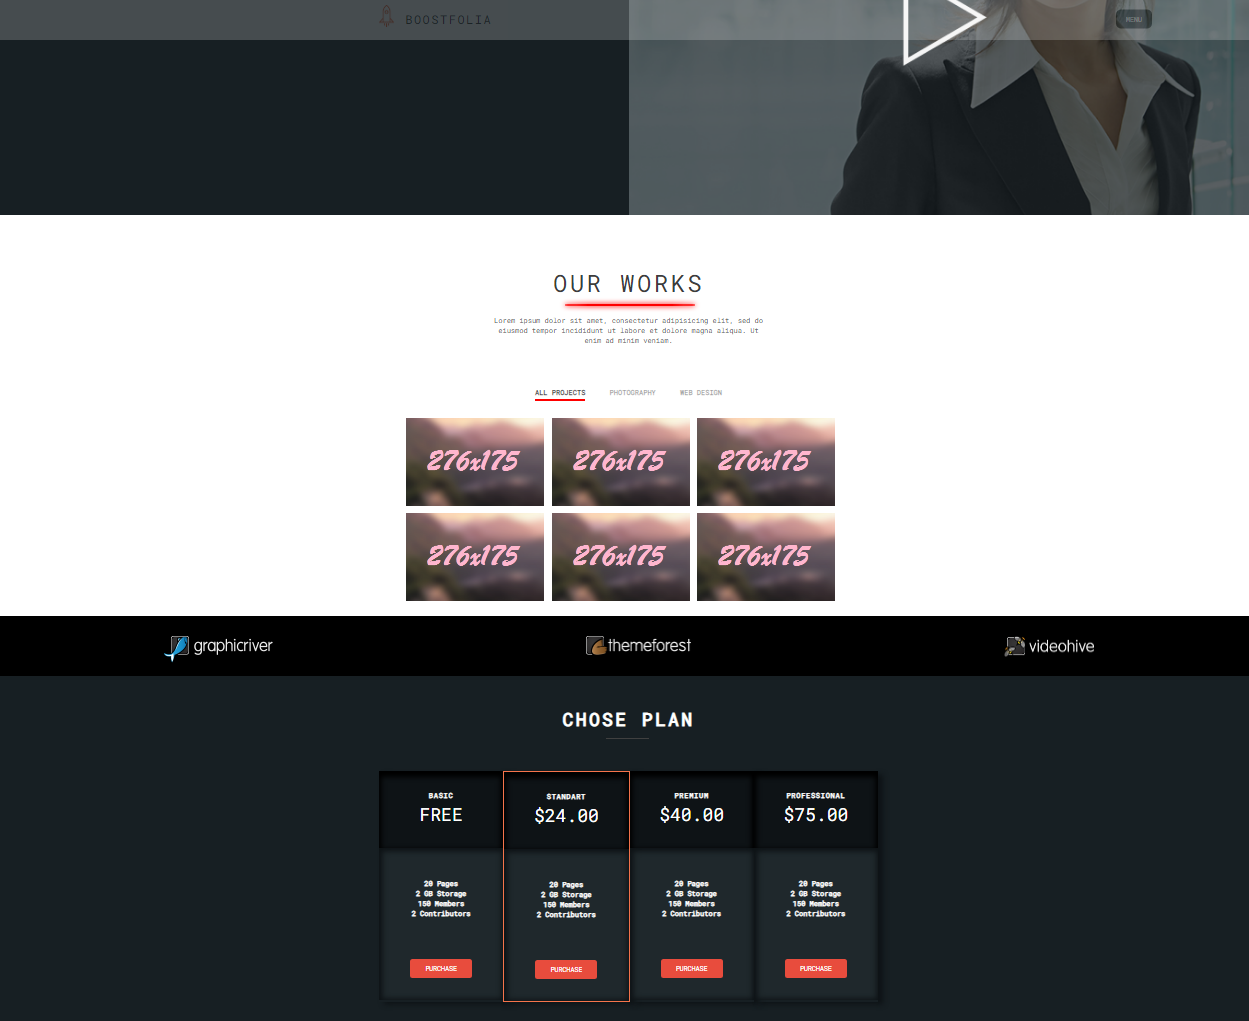 BOOSTFOLIA
MENU
OUR WORKS
Lorem ipsum dolor sit amet, consectetur adipisicing elit, sed do
eiusmod tempor incididunt ut labore et dolore magna aliqua. Ut
enim ad minim veniam.
ALL PROJECTS PHOTOGRAPHY WEB DESIGN
276x175 276x175 276x175
276x175 276x175 276x175
graphicriver themeforest videohive
CHOSE PLAN
BASIC STANDART PREMIUM PROFESSIONAL
FREE $24.00 $40.00 $75.00
20 Pages 20 Pages 20 Pages 20 Pages
2 GB Storage 2 GB Storage 2 GB Storage 2 GB Storage
150 Members 150 Members 150 Members 150 Members
2 Contributors 2 Contributors 2 Contributors 2 Contributors
PURCHASE PURCHASE PURCHASE PURCHASE